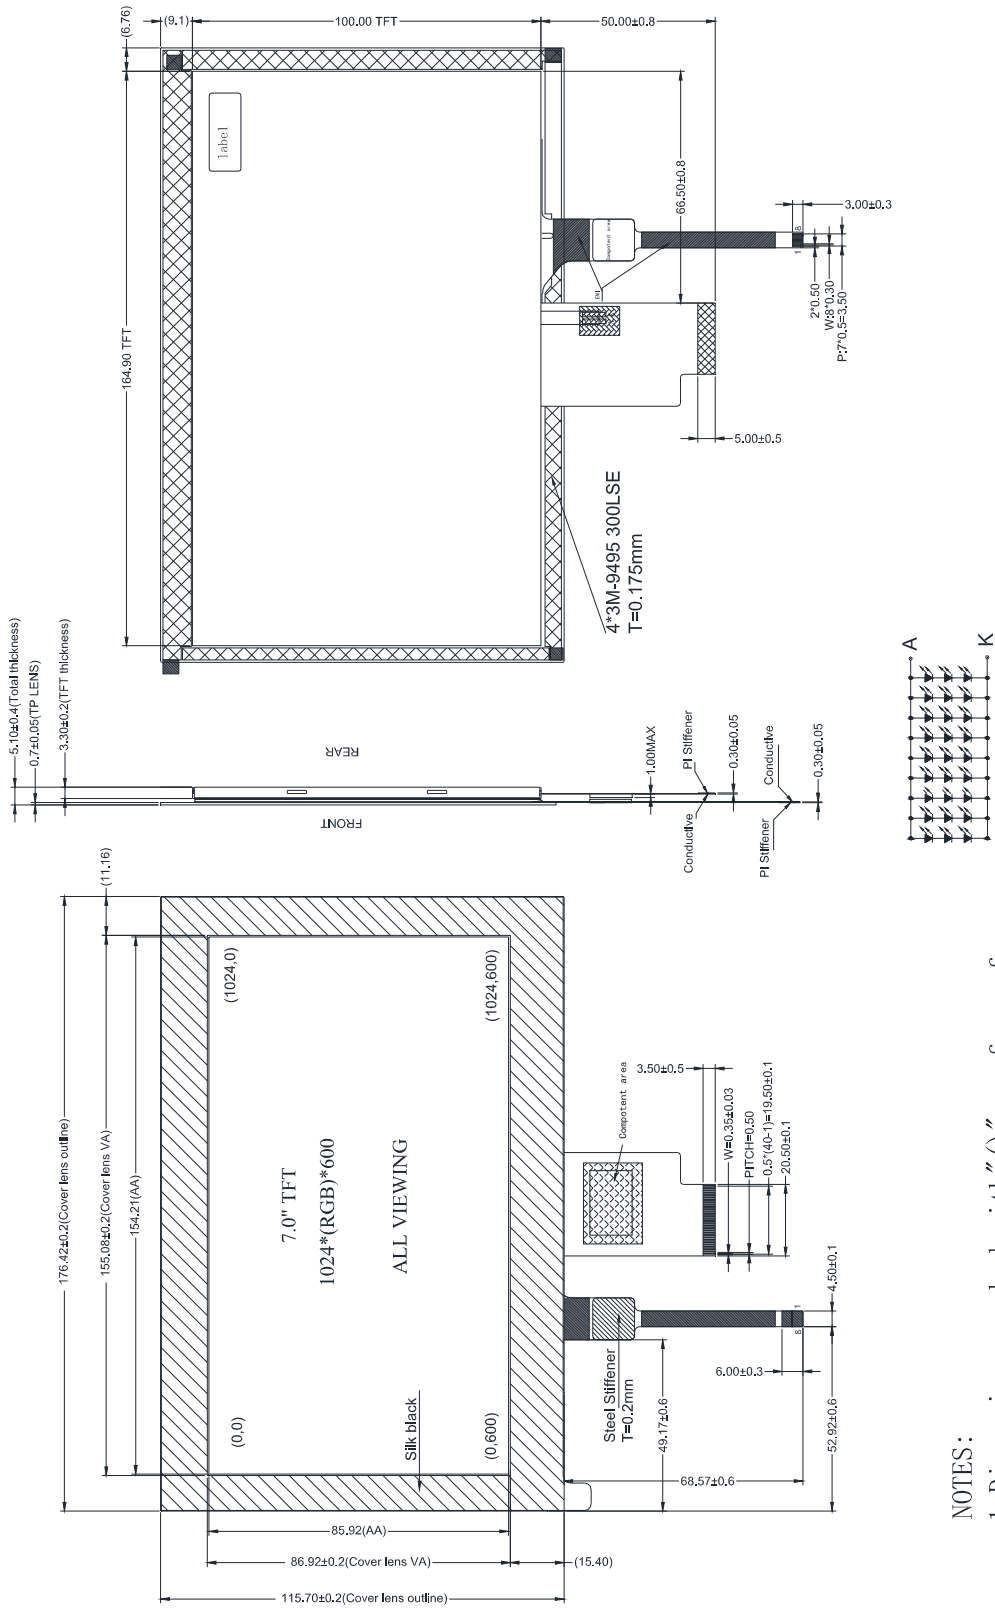 (6.76)
(9.1)
100.00 TFT
50.00±0.8
164.90 TFT
label
66.50±0.8
Compotent area
EMI
3.00±0.3
1
8
2*0.50
W:8*0.30
P:7*0.5=3.50
5.00±0.5
4*3M-9495 300LSE
T=0.175mm
5.10±0.4(Total thickness)
0.7±0.05(TP LENS)
3.30±0.2(TFT thickness)
REAR
FRONT
1.00MAX
PI Stiffener
0.30±0.05
Conductive
Conductive
PI Stiffener
0.30±0.05
A
K
176.42±0.2(Cover lens outline)
155.08±0.2(Cover lens VA)
154.21(AA)
(11.16)
(0,0)
(1024,0)
(0,600)
(1024,600)
7.0" TFT
1024*(RGB)*600
ALL VIEWING
Silk black
85.92(AA)
86.92±0.2(Cover lens VA)
115.70±0.2(Cover lens outline)
(15.40)
Compotent area
3.50±0.5
W=0.35±0.03
PITCH=0.50
0.5*(40-1)=19.50±0.1
20.50±0.1
Steel Stiffener
T=0.2mm
1
8
4.50±0.1
6.00±0.3
49.17±0.6
52.92±0.6
68.57±0.6
NOTES: